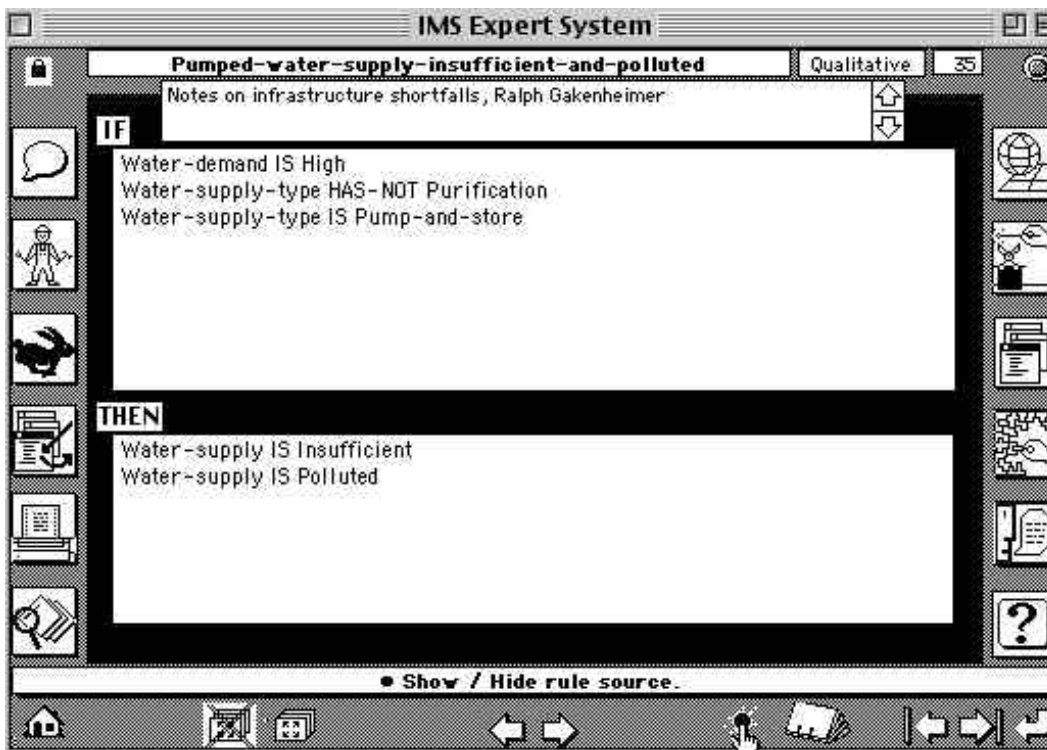 IMS Expert System
Pumped-water-supply-insufficient-and-polluted
Qualitative
35
Notes on infrastructure shortfalls, Ralph Gakenheimer
IF
Water-demand IS High
Water-supply-type HAS-NOT Purification
Water-supply-type IS Pump-and-store
THEN
Water-supply IS Insufficient
Water-supply IS Polluted
?
● Show / Hide rule source.